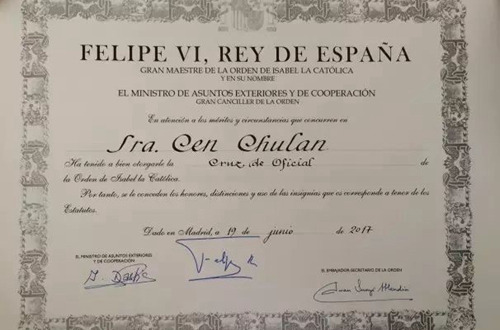 FELIPE VI, REY DE ESPAÑA
GRAN MAESTRE DE LA ORDEN DE ISABEL LA CATÓLICA
Y EN SU NOMBRE
EL MINISTRO DE ASUNTOS EXTERIORES Y DE COOPERACIÓN
GRAN CANCILLER DE LA ORDEN
En atención a los méritos y circunstancias que concurren en
Sra. Cen Chulan
Ha tenido a bien otorgarle la Cruz de Oficial de
la Orden de Isabel la Católica.
Por tanto, se le conceden los honores, distinciones y uso de las insignias que es corresponde a tenor de los
Estatutos.
Dado en Madrid, a 19 de junio de 2017
EL MINISTRO DE ASUNTOS EXTERIORES
Y DE COOPERACIÓN
EL EMBAJADOR SECRETARIO DE LA ORDEN